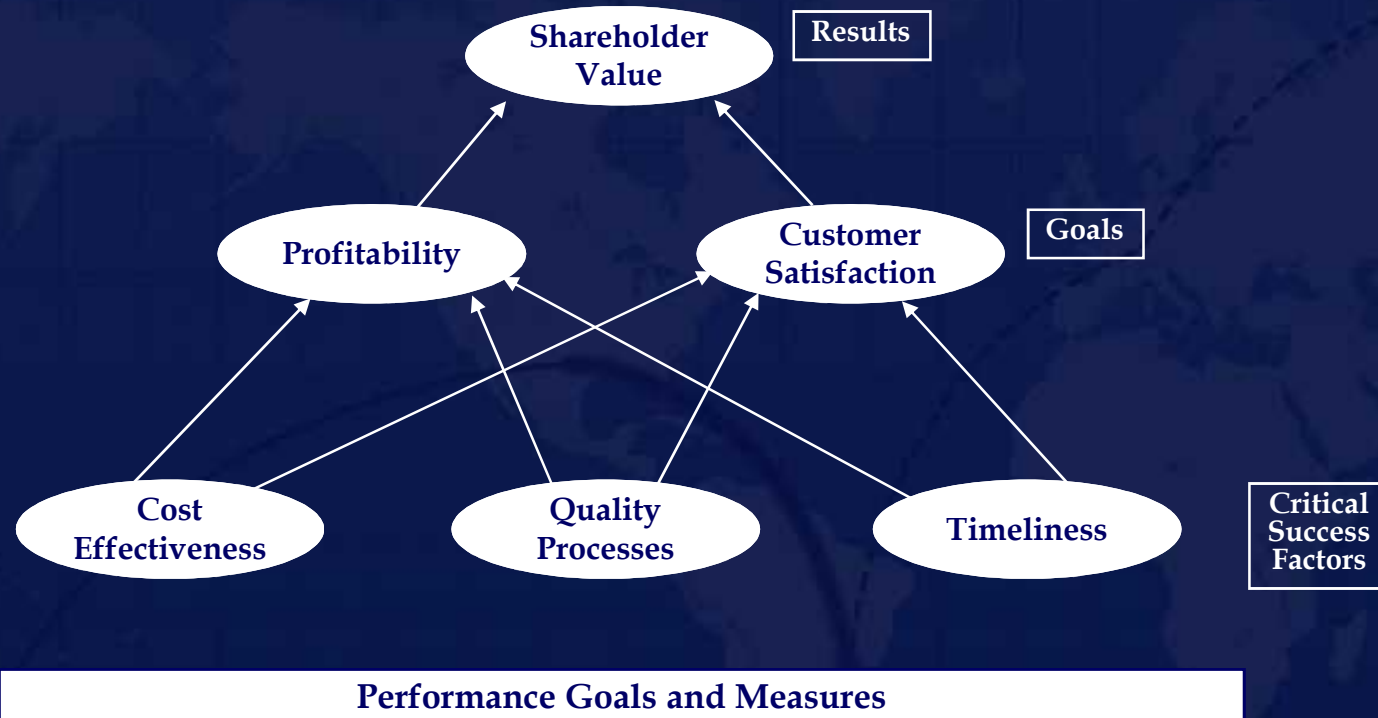 Shareholder
Value
Results
Profitability
Customer
Satisfaction
Goals
Cost
Effectiveness
Quality
Processes
Timeliness
Critical
Success
Factors
Performance Goals and Measures